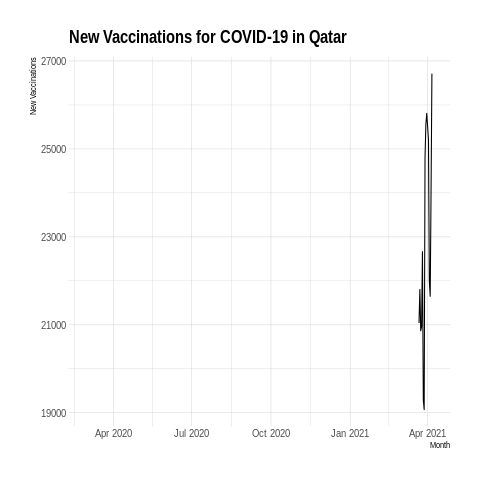 New Vaccinations for COVID-19 in Qatar
New Vaccinations
27000
25000
23000
21000
19000
Apr 2020 Jul 2020 Oct 2020 Jan 2021 Apr 2021
Month